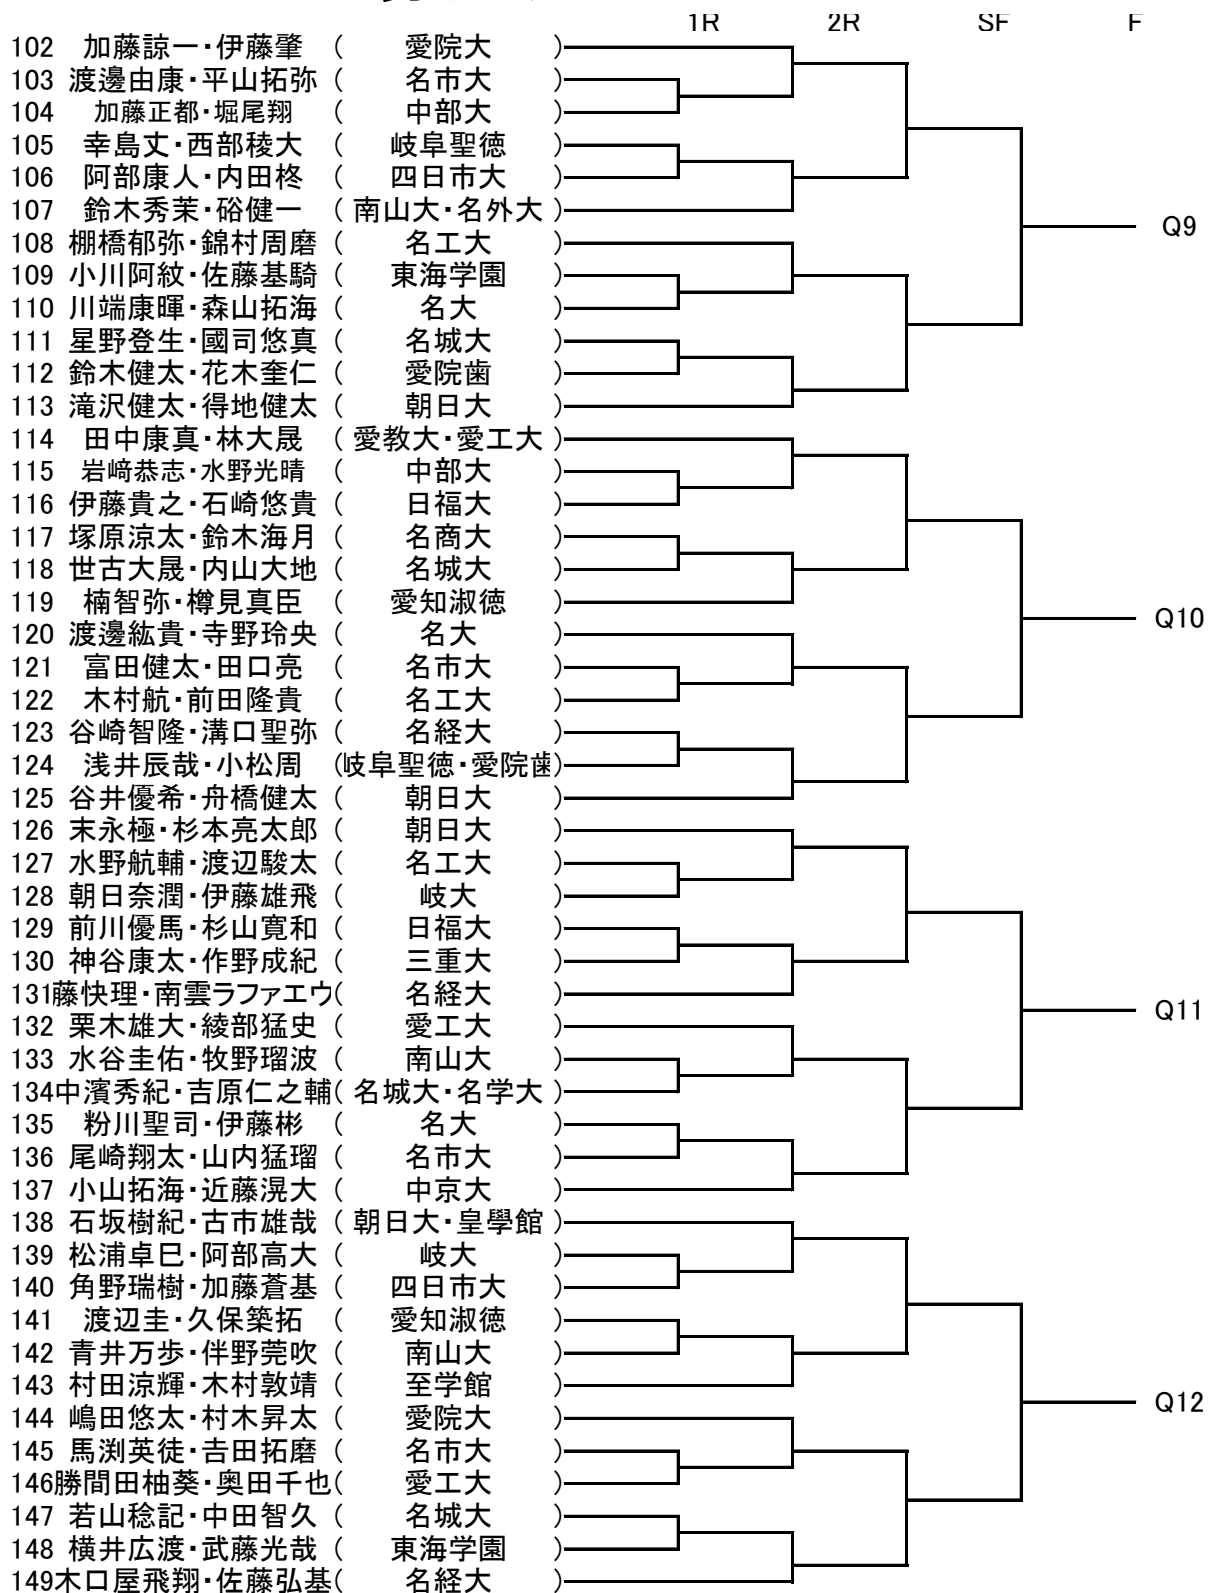 1R 2R SF F
102 加藤諒一・伊藤肇 ( 愛院大 )
103 渡邊由康・平山拓弥 ( 名市大 )
104 加藤正都・堀尾翔 ( 中部大 )
105 幸島丈・西部稜大 ( 岐阜聖徳 )
106 阿部康人・内田柊 ( 四日市大 )
107 鈴木秀茉・硲健一 ( 南山大・名外大 )
108 棚橋郁弥・錦村周磨 ( 名工大 )
Q9
109 小川阿紋・佐藤基騎 ( 東海学園 )
110 川端康暉・森山拓海 ( 名大 )
111 星野登生・國司悠真 ( 名城大 )
112 鈴木健太・花木奎仁 ( 愛院歯 )
113 滝沢健太・得地健太 ( 朝日大 )
114 田中康真・林大晟 ( 愛教大・愛工大 )
115 岩﨑恭志・水野光晴 ( 中部大 )
116 伊藤貴之・石崎悠貴 ( 日福大 )
117 塚原涼太・鈴木海月 ( 名商大 )
118 世古大晟・内山大地 ( 名城大 )
119 楠智弥・樽見真臣 ( 愛知淑徳 )
Q10
120 渡邊紘貴・寺野玲央 ( 名大 )
121 富田健太・田口亮 ( 名市大 )
122 木村航・前田隆貴 ( 名工大 )
123 谷崎智隆・溝口聖弥 ( 名経大 )
124 浅井辰哉・小松周 (岐阜聖徳・愛院歯)
125 谷井優希・舟橋健太 ( 朝日大 )
126 末永極・杉本亮太郎 ( 朝日大 )
127 水野航輔・渡辺駿太 ( 名工大 )
128 朝日奈潤・伊藤雄飛 ( 岐大 )
129 前川優馬・杉山寛和 ( 日福大 )
130 神谷康太・作野成紀 ( 三重大 )
131藤快理・南雲ラファエウ( 名経大 )
Q11
132 栗木雄大・綾部猛史 ( 愛工大 )
133 水谷圭佑・牧野瑠波 ( 南山大 )
134中濱秀紀・吉原仁之輔( 名城大・名学大 )
135 粉川聖司・伊藤彬 ( 名大 )
136 尾崎翔太・山内猛瑠 ( 名市大 )
137 小山拓海・近藤滉大 ( 中京大 )
138 石坂樹紀・古市雄哉 ( 朝日大・皇學館 )
139 松浦卓巳・阿部高大 ( 岐大 )
140 角野瑞樹・加藤蒼基 ( 四日市大 )
141 渡辺圭・久保築拓 ( 愛知淑徳 )
142 青井万歩・伴野莞吹 ( 南山大 )
143 村田涼輝・木村敦靖 ( 至学館 )
Q12
144 嶋田悠太・村木昇太 ( 愛院大 )
145 馬渕英徒・吉田拓磨 ( 名市大 )
146勝間田柚葵・奥田千也( 愛工大 )
147 若山稔記・中田智久 ( 名城大 )
148 横井広渡・武藤光哉 ( 東海学園 )
149木口屋飛翔・佐藤弘基( 名経大 )